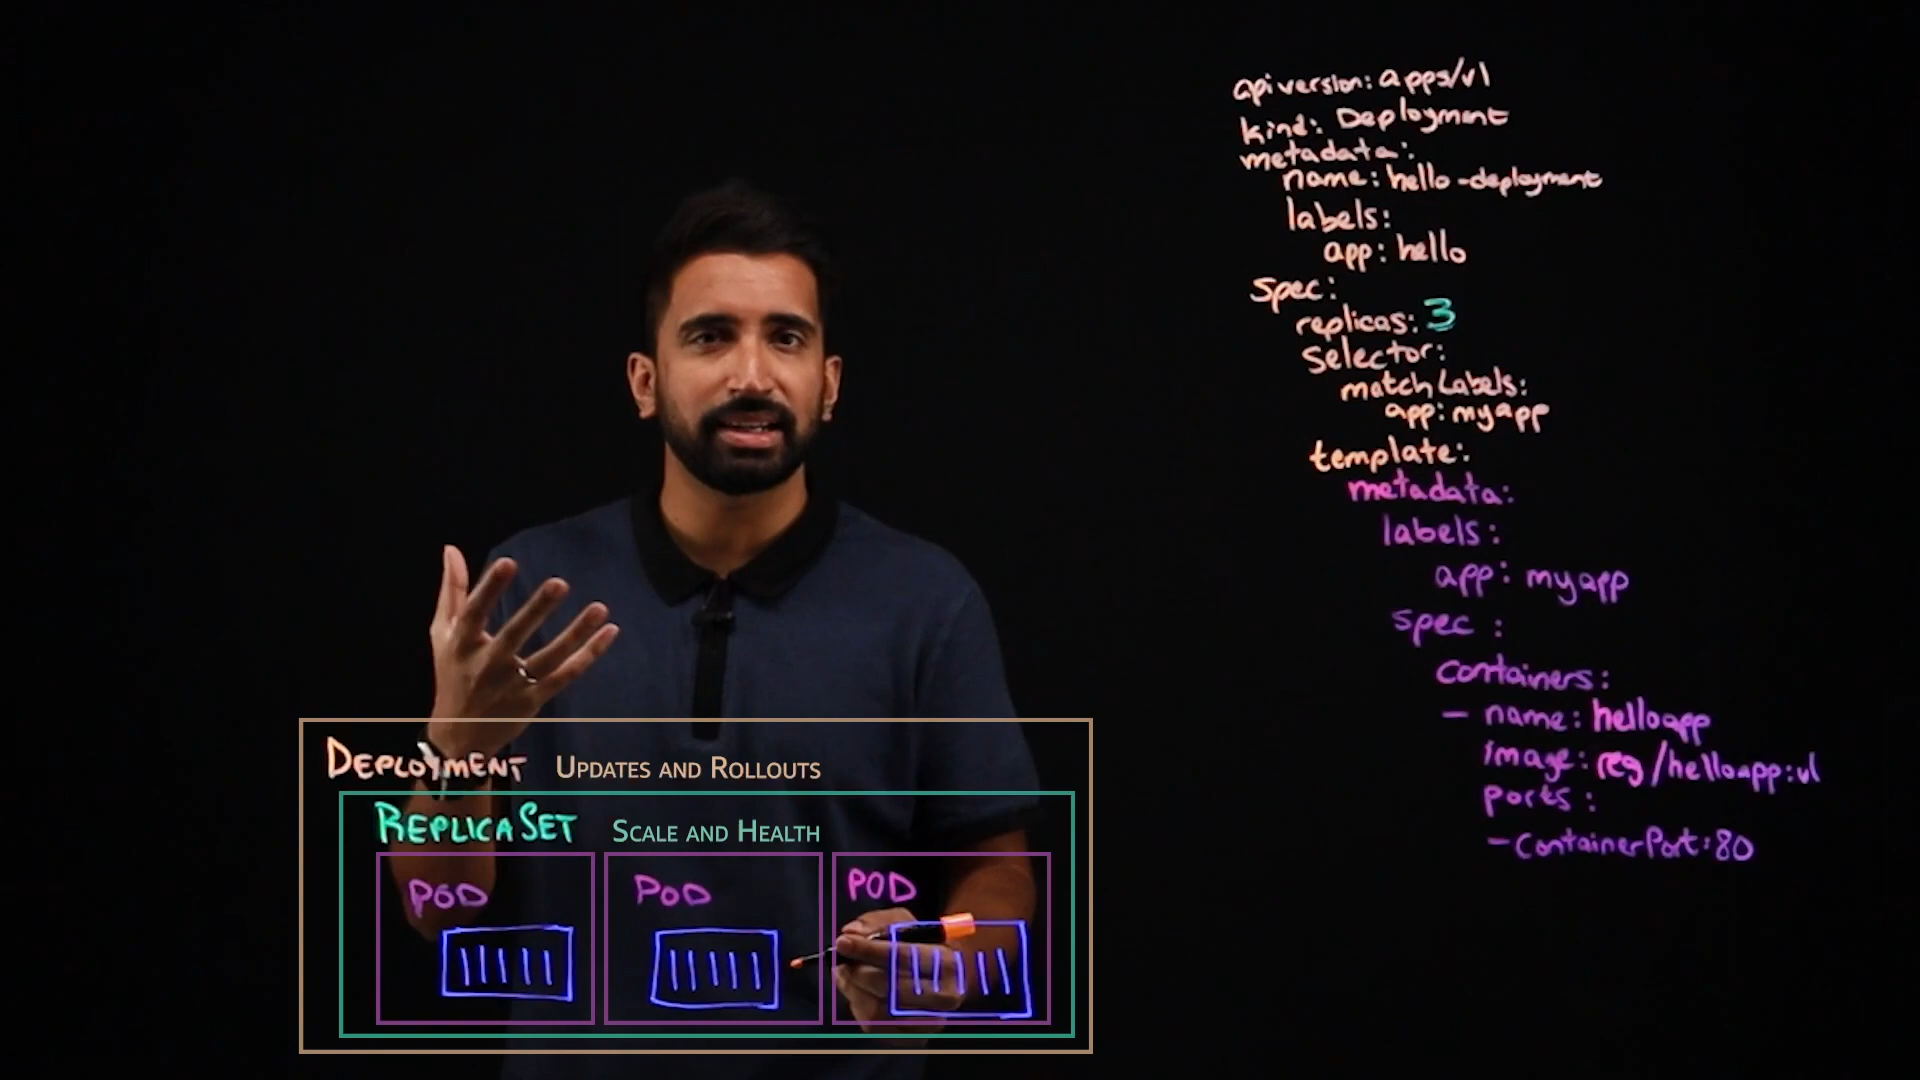 apiversion: apps/v1
kind: Deployment
metadata:
name: hello-deployment
labels:
app: hello
spec:
replicas: 3
selector:
matchLabels:
app: myapp
template:
metadata:
labels:
app: myapp
spec:
containers:
- name: helloapp
image: reg/helloapp:v1
ports:
- containerPort: 80
DEPLOYMENT UPDATES AND ROLLOUTS
REPLICASET SCALE AND HEALTH
POD POD POD